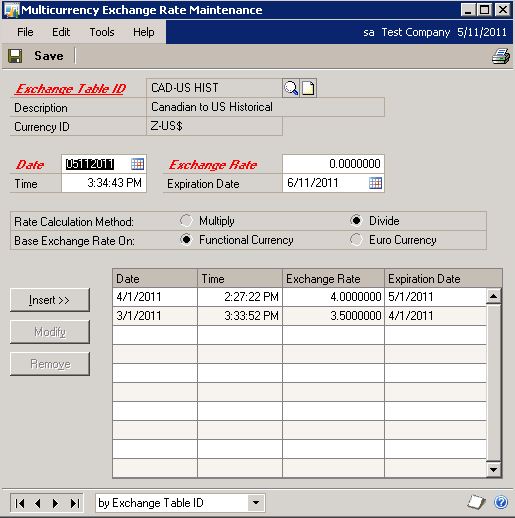 Multicurrency Exchange Rate Maintenance
File Edit Tools Help sa Test Company 5/11/2011
Save
Exchange Table ID CAD-US HIST
Description Canadian to US Historical
Currency ID Z-US$
Date 05112011 Exchange Rate 0.0000000
Time 3:34:43 PM Expiration Date 6/11/2011
Rate Calculation Method: Multiply Divide
Base Exchange Rate On: Functional Currency Euro Currency
Date Time Exchange Rate Expiration Date
Insert >> 4/1/2011 2:27:22 PM 4.0000000 5/1/2011
3/1/2011 3:33:52 PM 3.5000000 4/1/2011
Modify
Remove
by Exchange Table ID